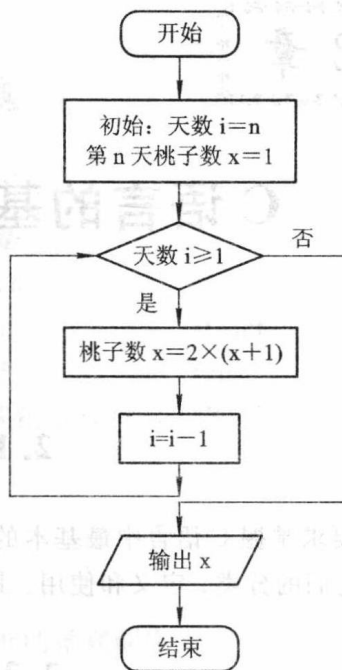 开始
初始：天数 i=n
第 n 天桃子数 x=1
天数 i≥1
否
是
桃子数 x=2×(x+1)
i=i−1
输出 x
结束